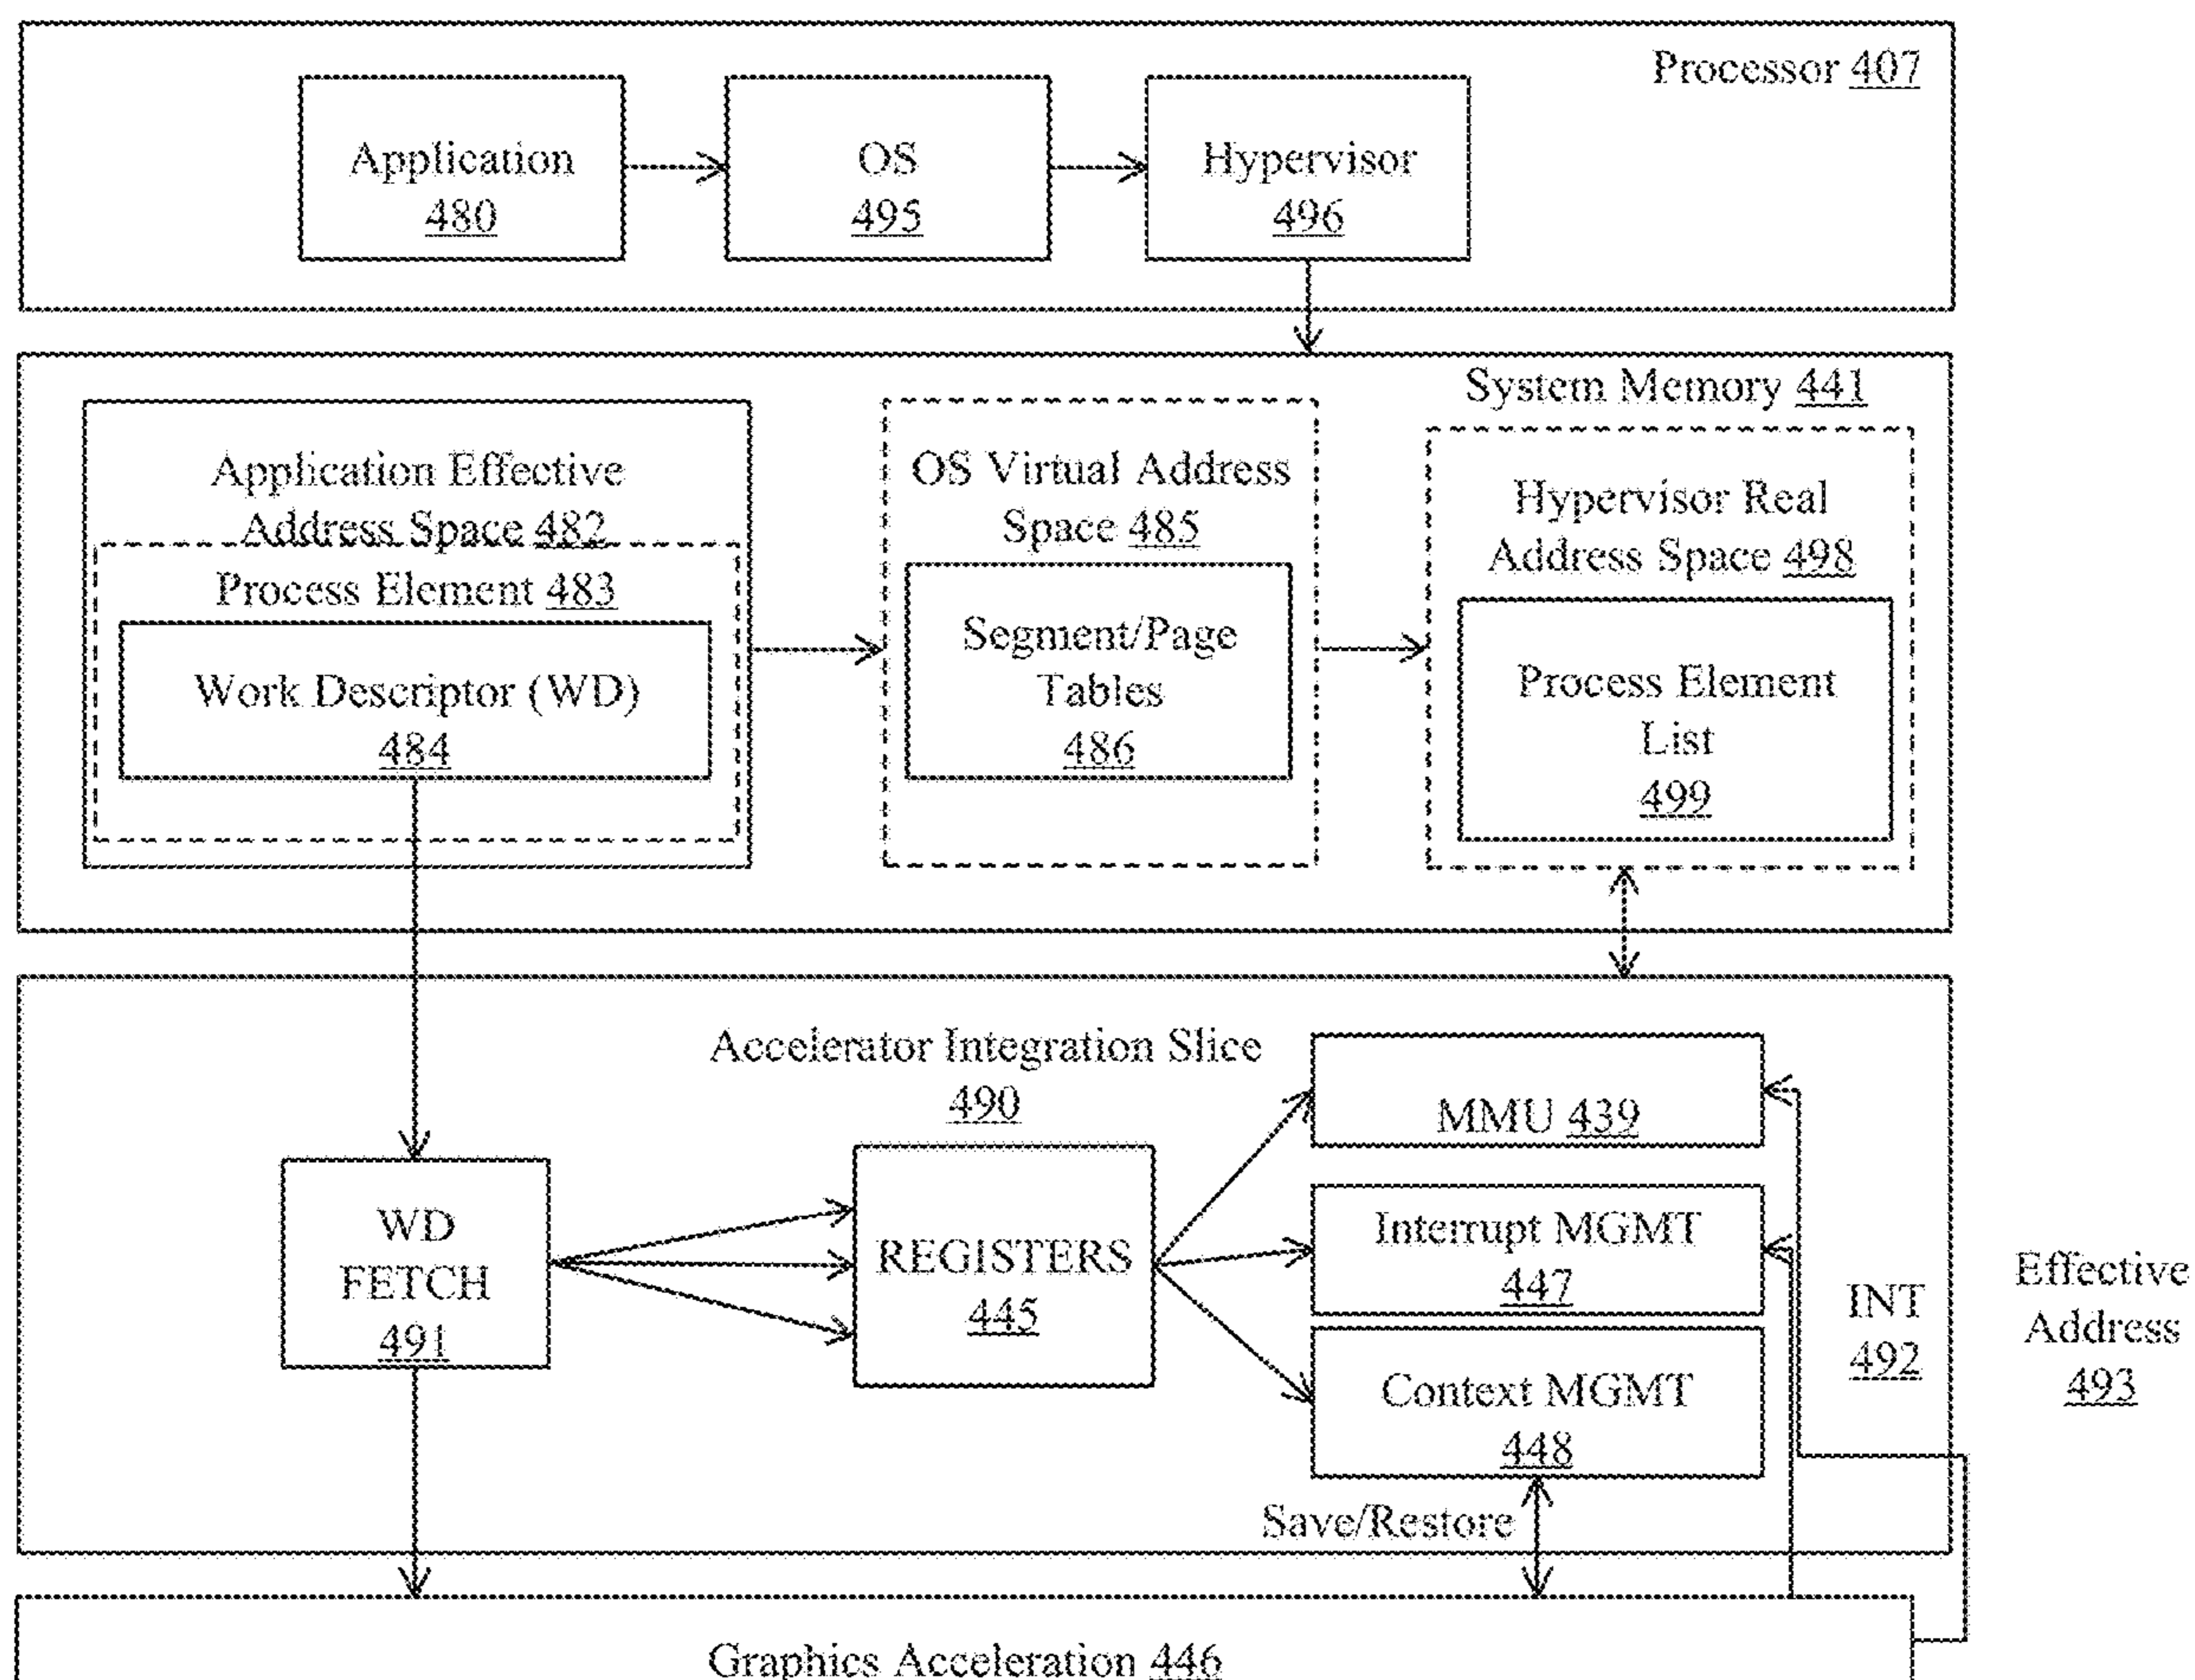 Processor 407
Application
480
OS
495
Hypervisor
496
System Memory 441
Application Effective
Address Space 482
Process Element 483
Work Descriptor (WD)
484
OS Virtual Address
Space 485
Segment/Page
Tables
486
Hypervisor Real
Address Space 498
Process Element
List
499
Accelerator Integration Slice
490
WD
FETCH
491
REGISTERS
445
MMU 439
Interrupt MGMT
447
Context MGMT
448
INT
492
Effective
Address
493
Save/Restore
Graphics Acceleration 446